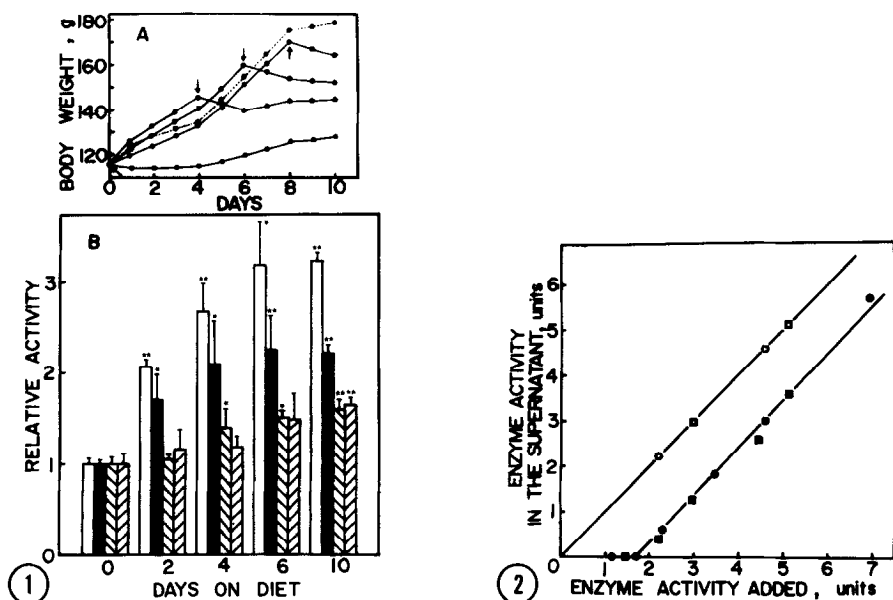 A
BODY WEIGHT, g
180
160
140
120
0 2 4 6 8 10
DAYS
B
RELATIVE ACTIVITY
3
2
1
0
** * ** * * ** * * ** ** ** **
0 2 4 6 10
DAYS ON DIET
1
ENZYME ACTIVITY
IN THE SUPERNATANT, units
6
5
4
3
2
1
0 1 2 3 4 5 6 7
ENZYME ACTIVITY ADDED, units
2